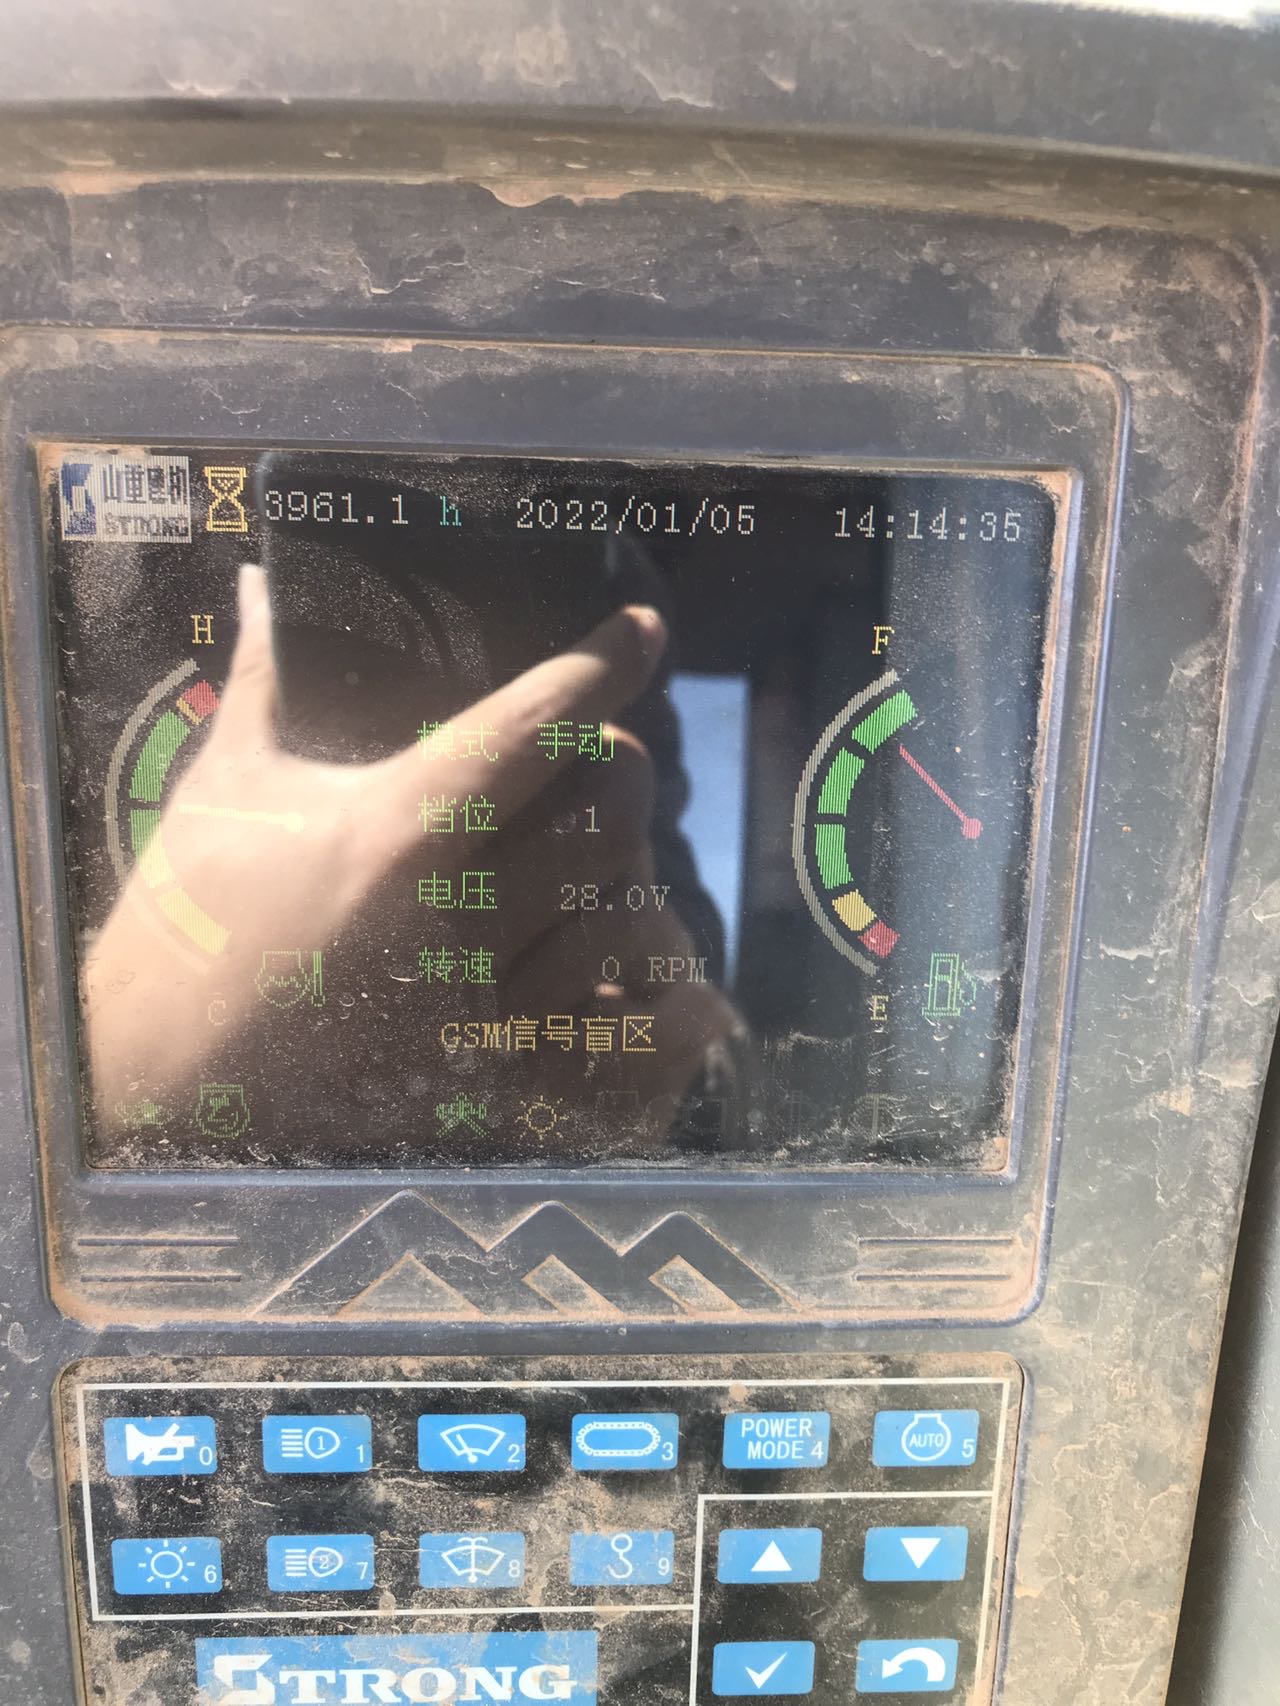 山重建机
STRONG
3961.1 h 2022/01/05 14:14:35
H
F
模式 手动
档位 1
电压 28.0V
转速 0 RPM
C
E
GSM信号盲区
0
1 1
2
3
POWER MODE 4
AUTO 5
6
2 7
8
9
STRONG